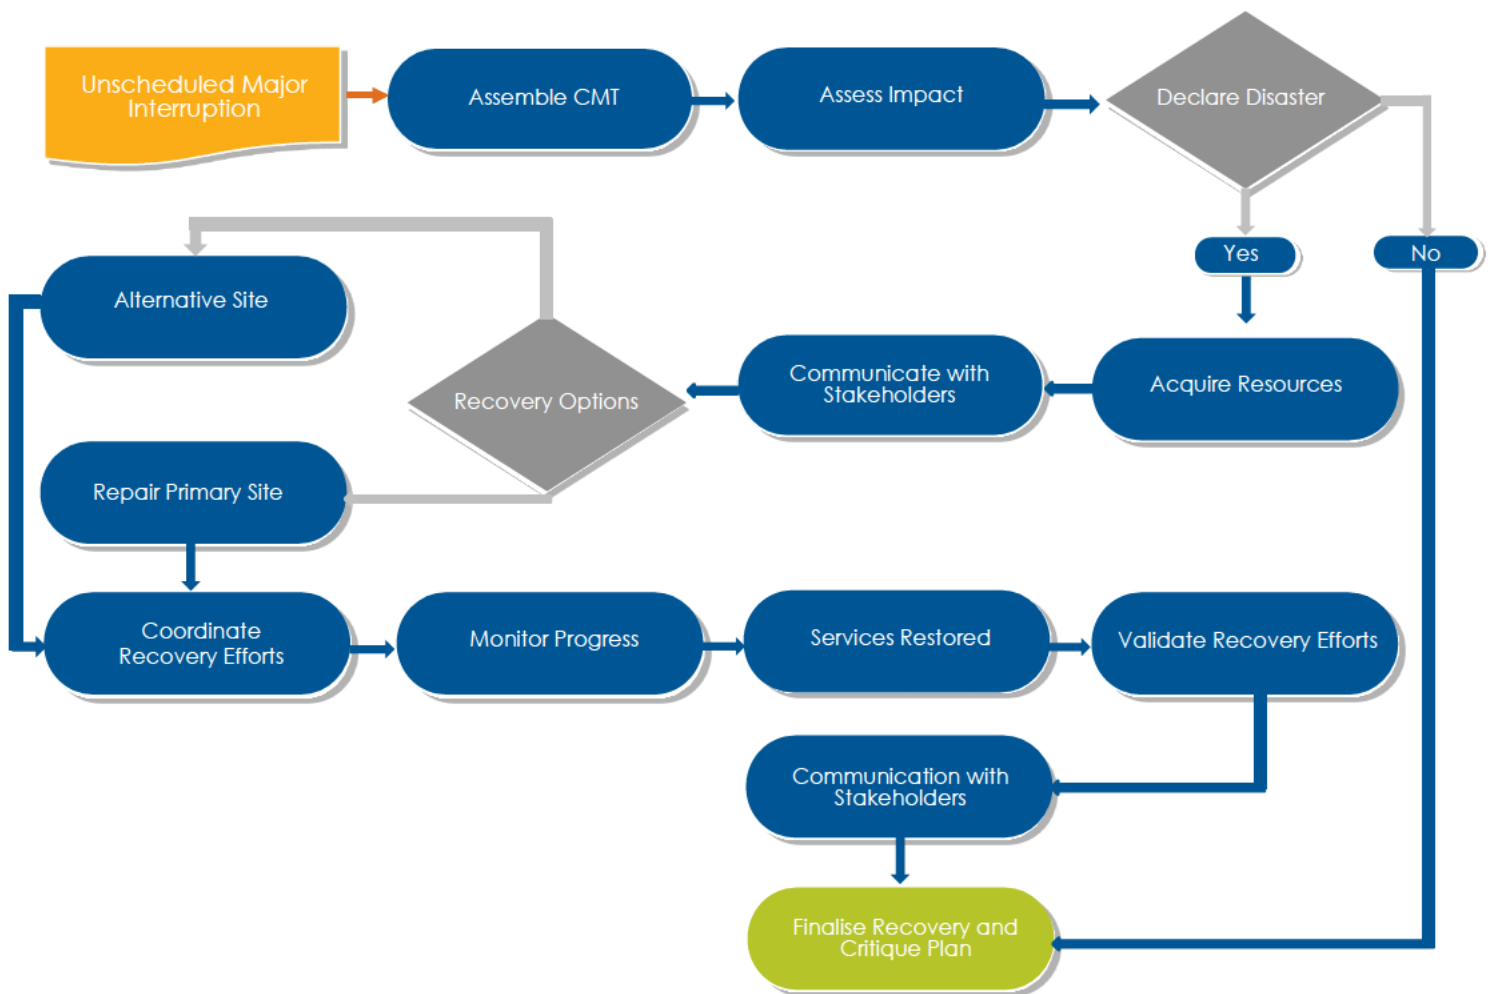 Unscheduled Major
Interruption
Assemble CMT
Assess Impact
Declare Disaster
Yes
No
Alternative Site
Communicate with
Stakeholders
Acquire Resources
Recovery Options
Repair Primary Site
Coordinate
Recovery Efforts
Monitor Progress
Services Restored
Validate Recovery Efforts
Communication with
Stakeholders
Finalise Recovery and
Critique Plan